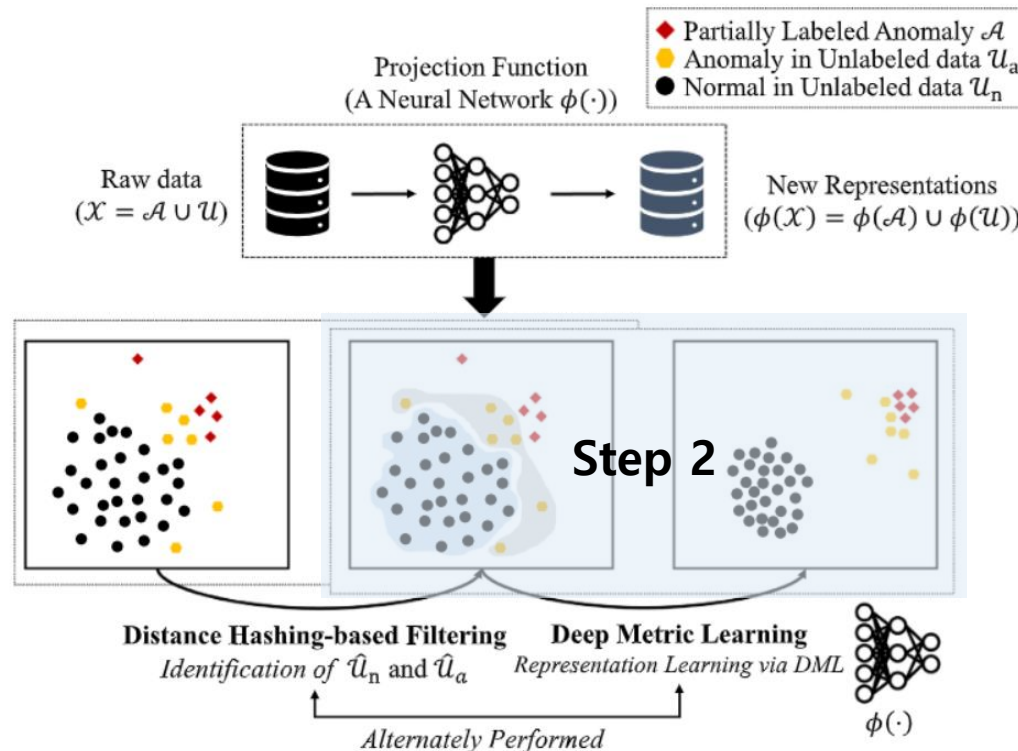 Partially Labeled Anomaly 𝒜
Anomaly in Unlabeled data 𝒰a
Normal in Unlabeled data 𝒰n
Projection Function
(A Neural Network ϕ(·))
Raw data
(𝒳 = 𝒜 ∪ 𝒰)
New Representations
(ϕ(𝒳) = ϕ(𝒜) ∪ ϕ(𝒰))
Step 2
Distance Hashing-based Filtering
Identification of 𝒰̂n and 𝒰̂a
Deep Metric Learning
Representation Learning via DML
ϕ(·)
Alternately Performed